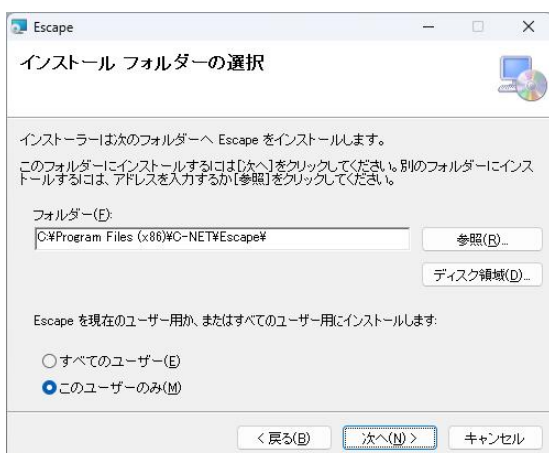 Escape
インストール フォルダーの選択
インストーラーは次のフォルダーへ Escape をインストールします。
このフォルダーにインストールするには[次へ]をクリックしてください。別のフォルダーにインス
トールするには、アドレスを入力するか[参照]をクリックしてください。
フォルダー(F):
C:¥Program Files (x86)¥C-NET¥Escape¥
参照(R)...
ディスク領域(D)...
Escape を現在のユーザー用か、またはすべてのユーザー用にインストールします:
すべてのユーザー(E)
このユーザーのみ(M)
< 戻る(B)
次へ(N) >
キャンセル